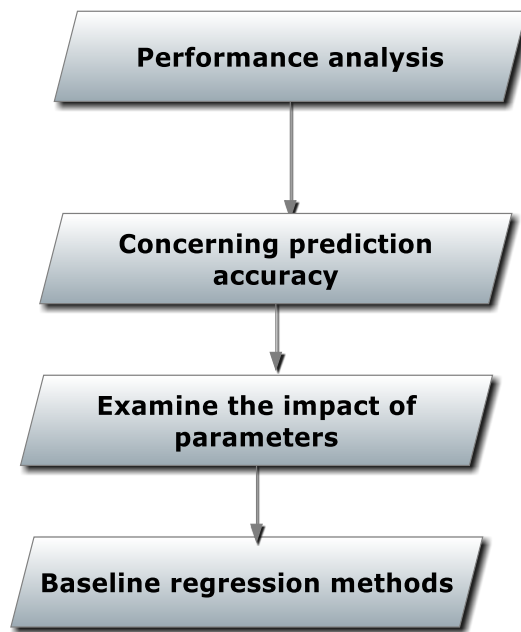 Performance analysis
Concerning prediction
accuracy
Examine the impact of
parameters
Baseline regression methods